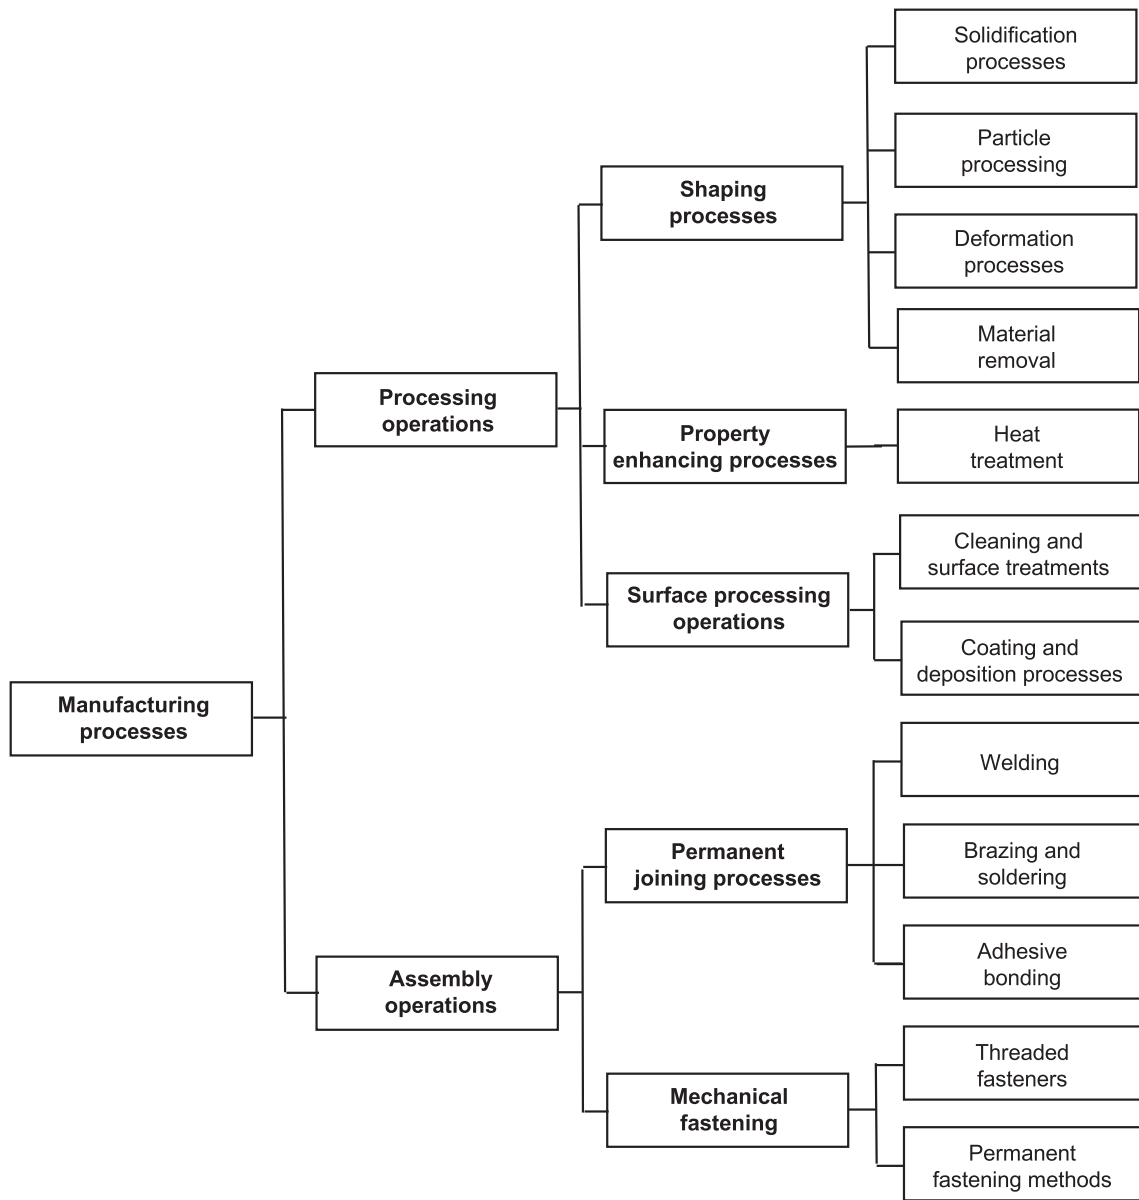 Manufacturing
processes
Processing
operations
Shaping
processes
Solidification
processes
Particle
processing
Deformation
processes
Material
removal
Property
enhancing processes
Heat
treatment
Surface processing
operations
Cleaning and
surface treatments
Coating and
deposition processes
Assembly
operations
Permanent
joining processes
Welding
Brazing and
soldering
Adhesive
bonding
Mechanical
fastening
Threaded
fasteners
Permanent
fastening methods